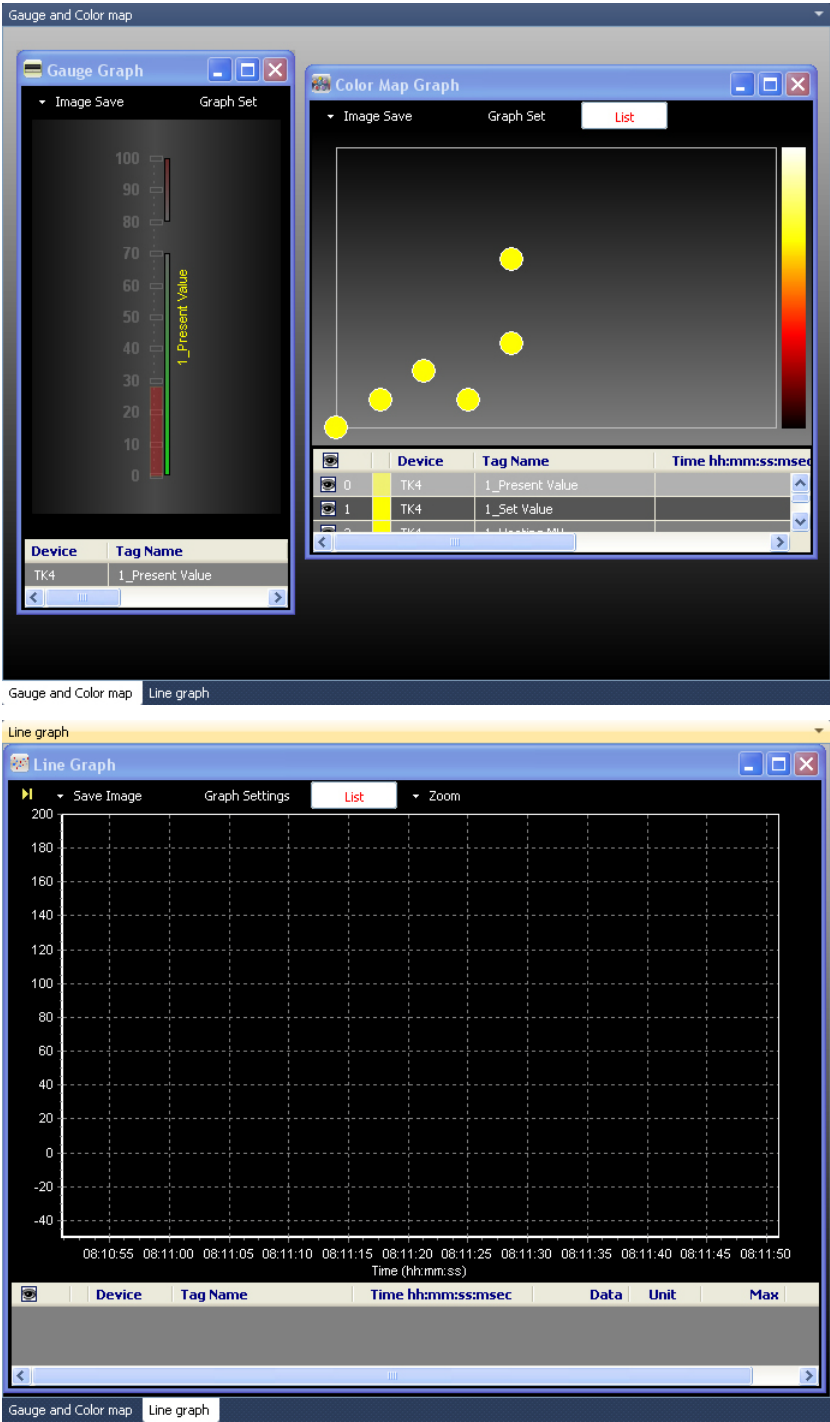 Gauge and Color map
Gauge Graph
Image Save Graph Set
100
90
80
70
60
50
40
30
20
10
0
1_Present Value
Device Tag Name
TK4 1_Present Value
Color Map Graph
Image Save Graph Set List
Device Tag Name Time hh:mm:ss:msec
0 TK4 1_Present Value
1 TK4 1_Set Value
2 TK4 1_Heating MV
Gauge and Color map Line graph
Line graph
Line Graph
Save Image Graph Settings List Zoom
200
180
160
140
120
100
80
60
40
20
0
-20
-40
08:10:55 08:11:00 08:11:05 08:11:10 08:11:15 08:11:20 08:11:25 08:11:30 08:11:35 08:11:40 08:11:45 08:11:50
Time (hh:mm:ss)
Device Tag Name Time hh:mm:ss:msec Data Unit Max
Gauge and Color map Line graph